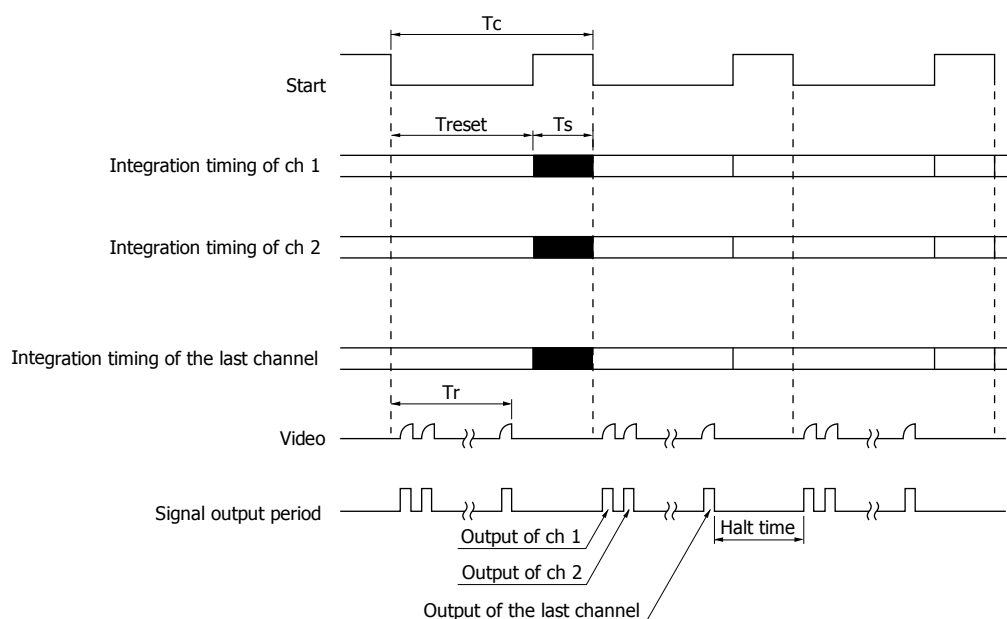 Tc
Start
Treset
Ts
Integration timing of ch 1
Integration timing of ch 2
Integration timing of the last channel
Tr
Video
Signal output period
Output of ch 1
Halt time
Output of ch 2
Output of the last channel